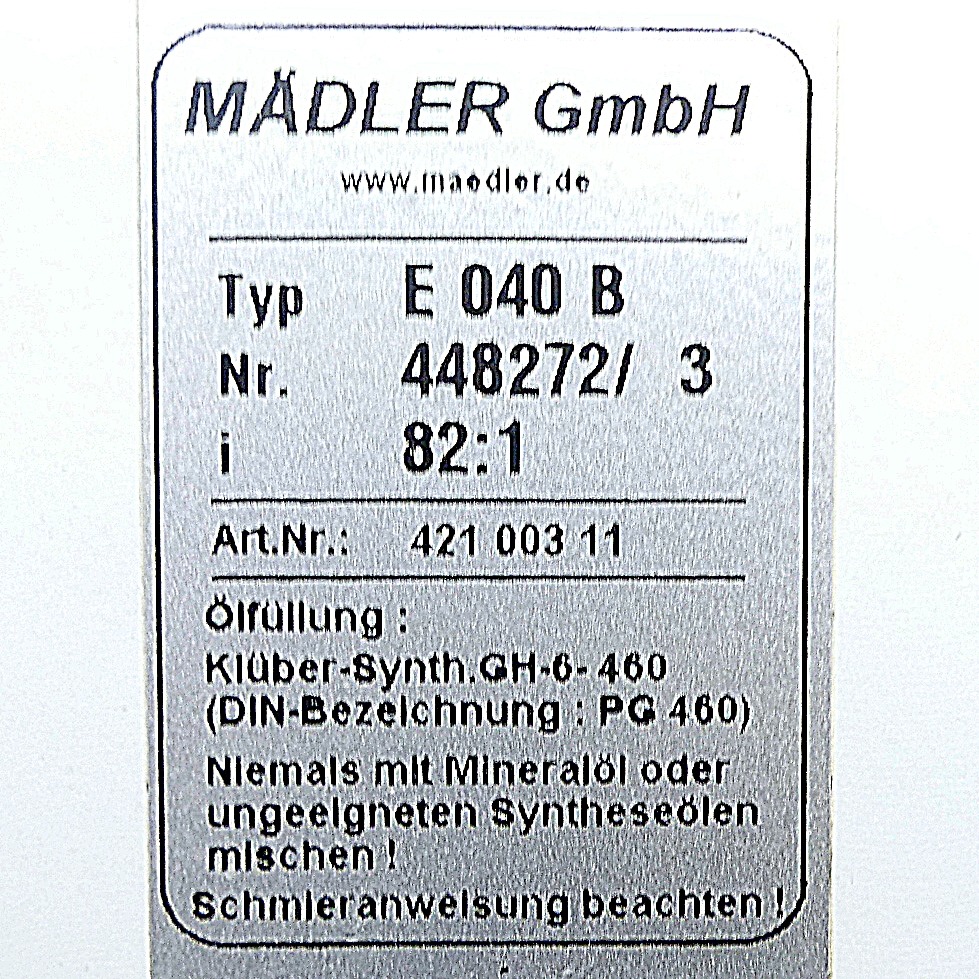 MÄDLER GmbH
www.maedler.de
Typ E 040 B
Nr. 448272/ 3
i 82:1
Art.Nr.: 421 003 11
Ölfüllung :
Klüber-Synth.GH-6-460
(DIN-Bezeichnung : PG 460)
Niemals mit Mineralöl oder
ungeeigneten Syntheseölen
mischen !
Schmieranweisung beachten !